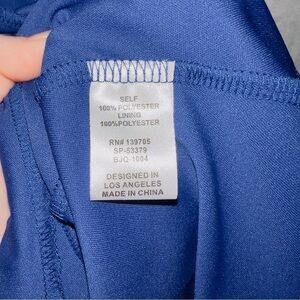 SELF
100% POLYESTER
LINING
100%POLYESTER
RN# 139705
SP-53379
BJQ-1004
DESIGNED IN
LOS ANGELES
MADE IN CHINA